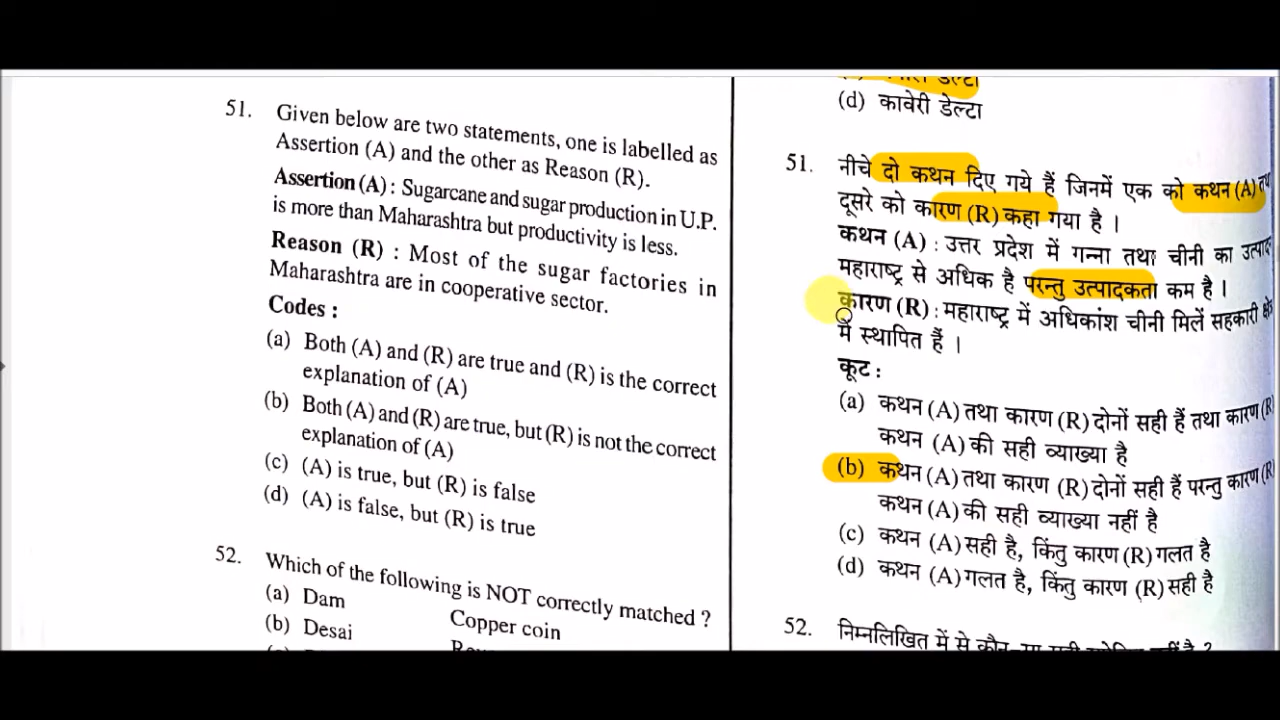 51. Given below are two statements, one is labelled as
Assertion (A) and the other as Reason (R).
Assertion (A) : Sugarcane and sugar production in U.P.
is more than Maharashtra but productivity is less.
Reason (R) : Most of the sugar factories in
Maharashtra are in cooperative sector.
Codes :
(a) Both (A) and (R) are true and (R) is the correct
explanation of (A)
(b) Both (A) and (R) are true, but (R) is not the correct
explanation of (A)
(c) (A) is true, but (R) is false
(d) (A) is false, but (R) is true
52. Which of the following is NOT correctly matched ?
(a) Dam Copper coin
(b) Desai
डेल्टा
(d) कावेरी डेल्टा
51. नीचे दो कथन दिए गये हैं जिनमें एक को कथन (A)
दूसरे को कारण (R) कहा गया है ।
कथन (A) : उत्तर प्रदेश में गन्ना तथा चीनी का
महाराष्ट्र से अधिक है परन्तु उत्पादकता कम है ।
कारण (R) : महाराष्ट्र में अधिकांश चीनी मिलें सहकारी
में स्थापित हैं ।
कूट :
(a) कथन (A) तथा कारण (R) दोनों सही हैं तथा कारण (R)
कथन (A) की सही व्याख्या है
(b) कथन (A) तथा कारण (R) दोनों सही हैं परन्तु कारण (R)
कथन (A) की सही व्याख्या नहीं है
(c) कथन (A) सही है, किंतु कारण (R) गलत है
(d) कथन (A) गलत है, किंतु कारण (R) सही है
52. निम्नलिखित में से